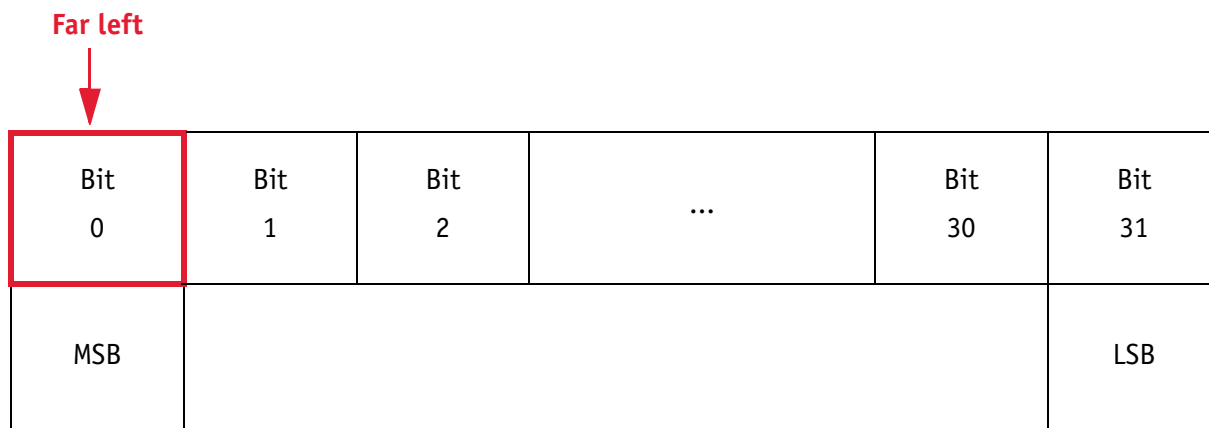 Far left
Bit Bit Bit Bit Bit
0 1 2 ... 30 31
MSB LSB